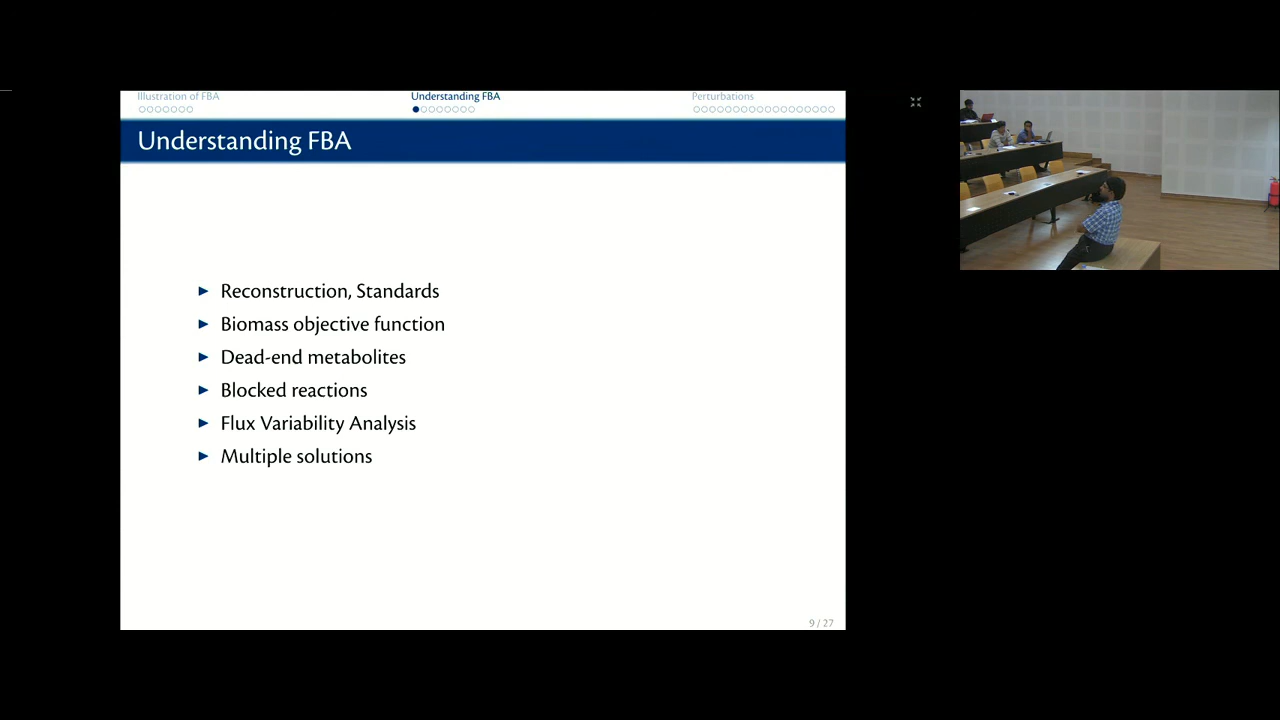 Illustration of FBA
Understanding FBA
Perturbations
Understanding FBA
Reconstruction, Standards
Biomass objective function
Dead-end metabolites
Blocked reactions
Flux Variability Analysis
Multiple solutions
9 / 27